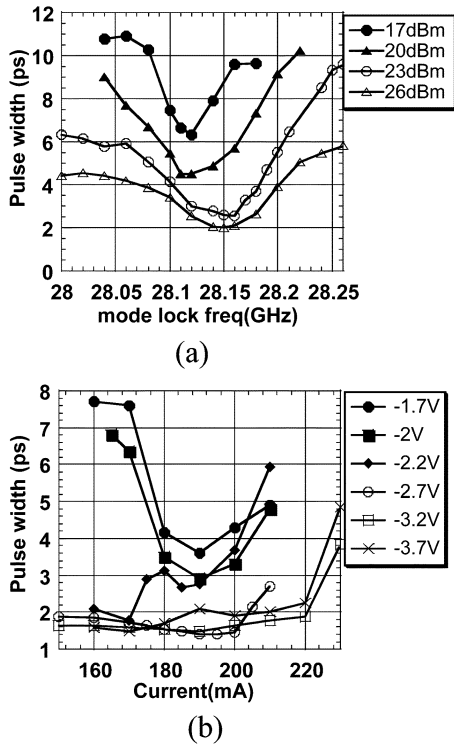 12
10
8
6
4
2
0
Pulse width (ps)
28 28.05 28.1 28.15 28.2 28.25
mode lock freq(GHz)
17dBm
20dBm
23dBm
26dBm
(a)
8
7
6
5
4
3
2
1
Pulse width (ps)
160 180 200 220
Current(mA)
-1.7V
-2V
-2.2V
-2.7V
-3.2V
-3.7V
(b)